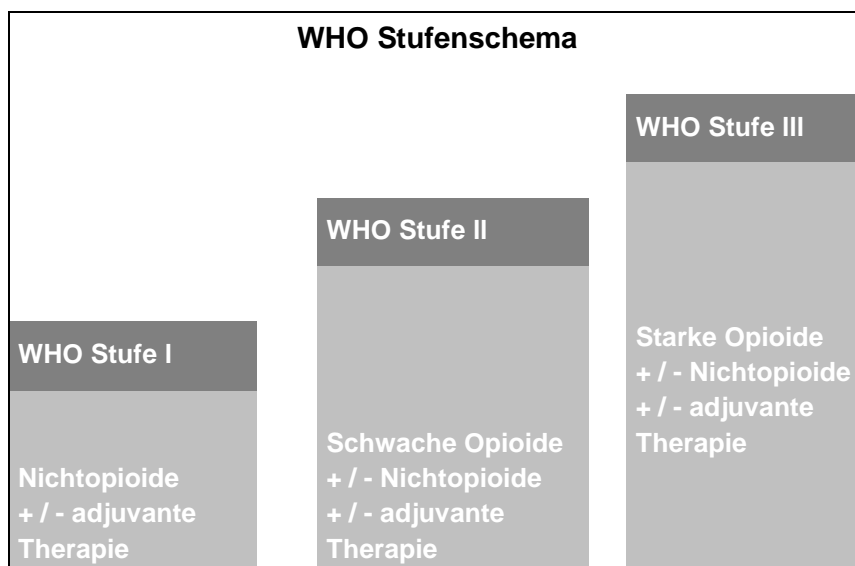 WHO Stufenschema
WHO Stufe I
Nichtopioide
+ / - adjuvante
Therapie
WHO Stufe II
Schwache Opioide
+ / - Nichtopioide
+ / - adjuvante
Therapie
WHO Stufe III
Starke Opioide
+ / - Nichtopioide
+ / - adjuvante
Therapie